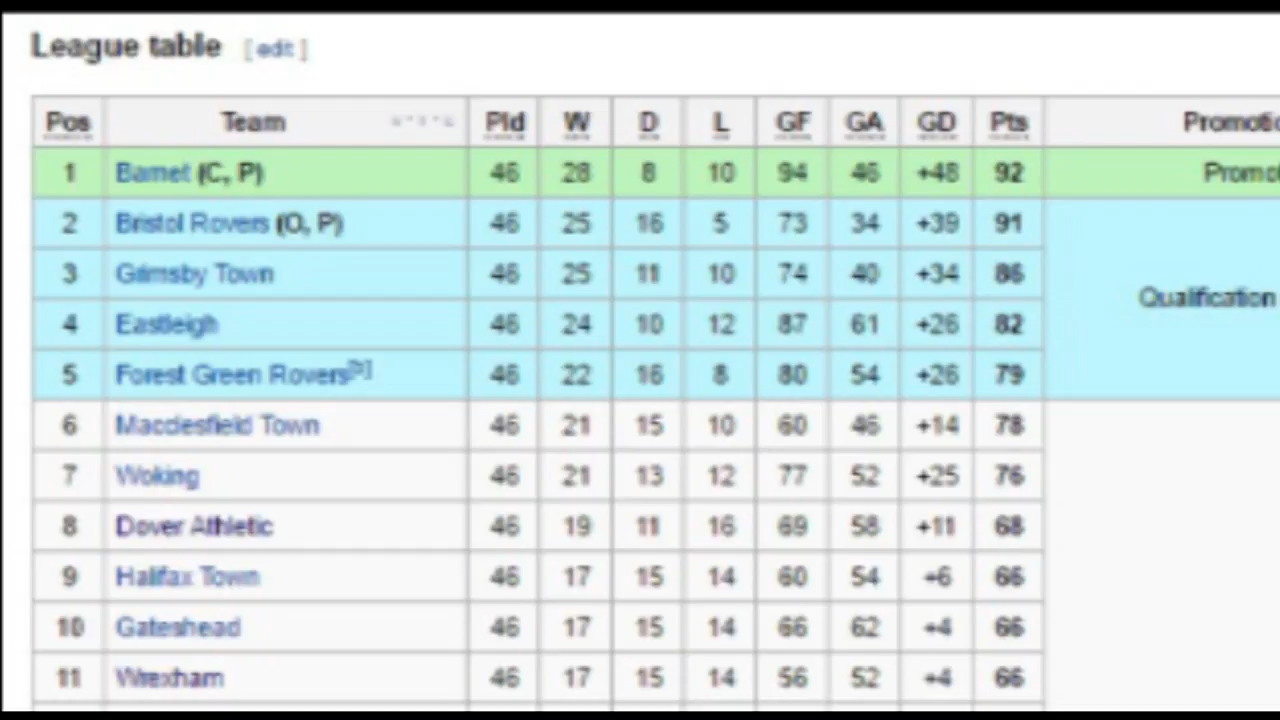 League table [ edit ]
Pos Team Pld W D L GF GA GD Pts Promotio
1 Barnet (C, P) 46 28 8 10 94 46 +48 92 Promo
2 Bristol Rovers (O, P) 46 25 16 5 73 34 +39 91
3 Grimsby Town 46 25 11 10 74 40 +34 86
Qualification
4 Eastleigh 46 24 10 12 87 61 +26 82
5 Forest Green Rovers[b] 46 22 16 8 80 54 +26 79
6 Macclesfield Town 46 21 15 10 60 46 +14 78
7 Woking 46 21 13 12 77 52 +25 76
8 Dover Athletic 46 19 11 16 69 58 +11 68
9 Halifax Town 46 17 15 14 60 54 +6 66
10 Gateshead 46 17 15 14 66 62 +4 66
11 Wrexham 46 17 15 14 56 52 +4 66